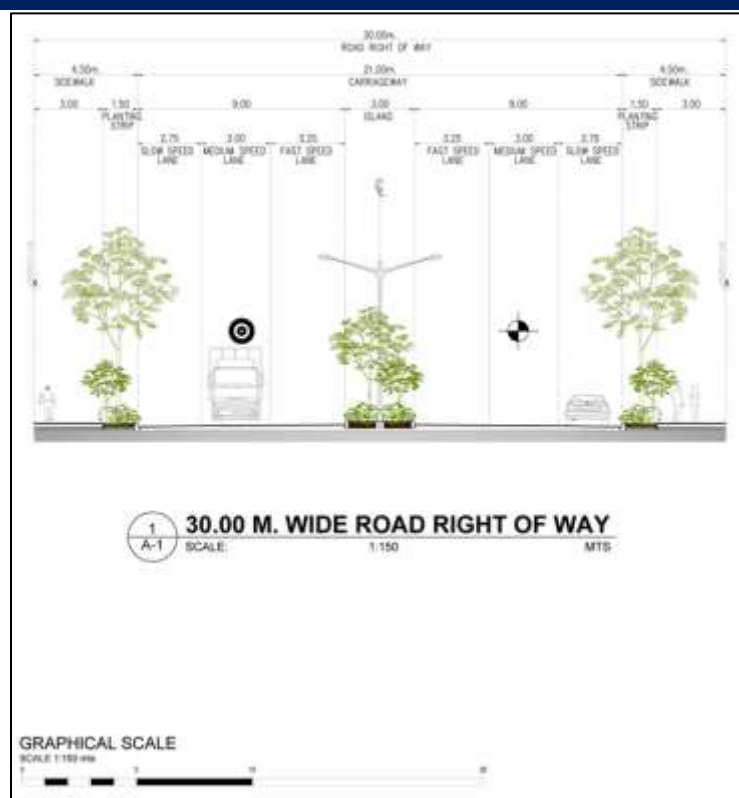 30.00m.
ROAD RIGHT OF WAY
4.50m. 21.00m. 4.50m.
SIDEWALK CARRIAGEWAY SIDEWALK
3.00 1.50 9.00 3.00 9.00 1.50 3.00
PLANTING STRIP ISLAND PLANTING STRIP
2.75 3.00 3.25 3.25 3.00 2.75
SLOW SPEED MEDIUM SPEED FAST SPEED FAST SPEED MEDIUM SPEED SLOW SPEED
LANE LANE LANE LANE LANE LANE
1
A-1
30.00 M. WIDE ROAD RIGHT OF WAY
SCALE: 1:150 MTS
GRAPHICAL SCALE
SCALE 1:150 mts